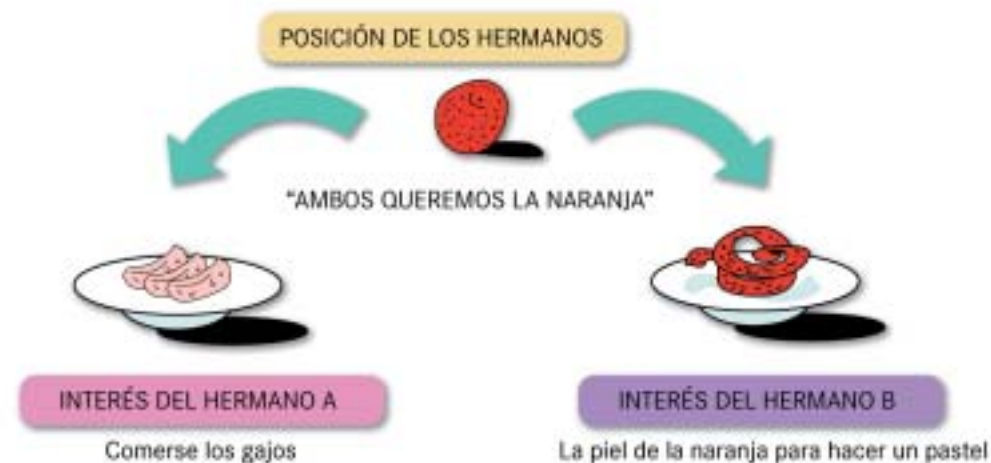 POSICIÓN DE LOS HERMANOS
"AMBOS QUEREMOS LA NARANJA"
INTERÉS DEL HERMANO A
Comerse los gajos
INTERÉS DEL HERMANO B
La piel de la naranja para hacer un pastel